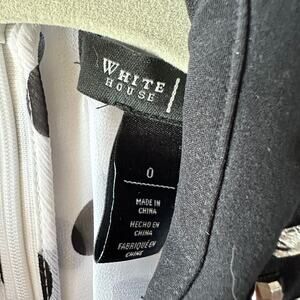 WHITE
HOUSE
0
MADE IN
CHINA
HECHO EN
CHINA
FABRIQUÉ EN
CHINE